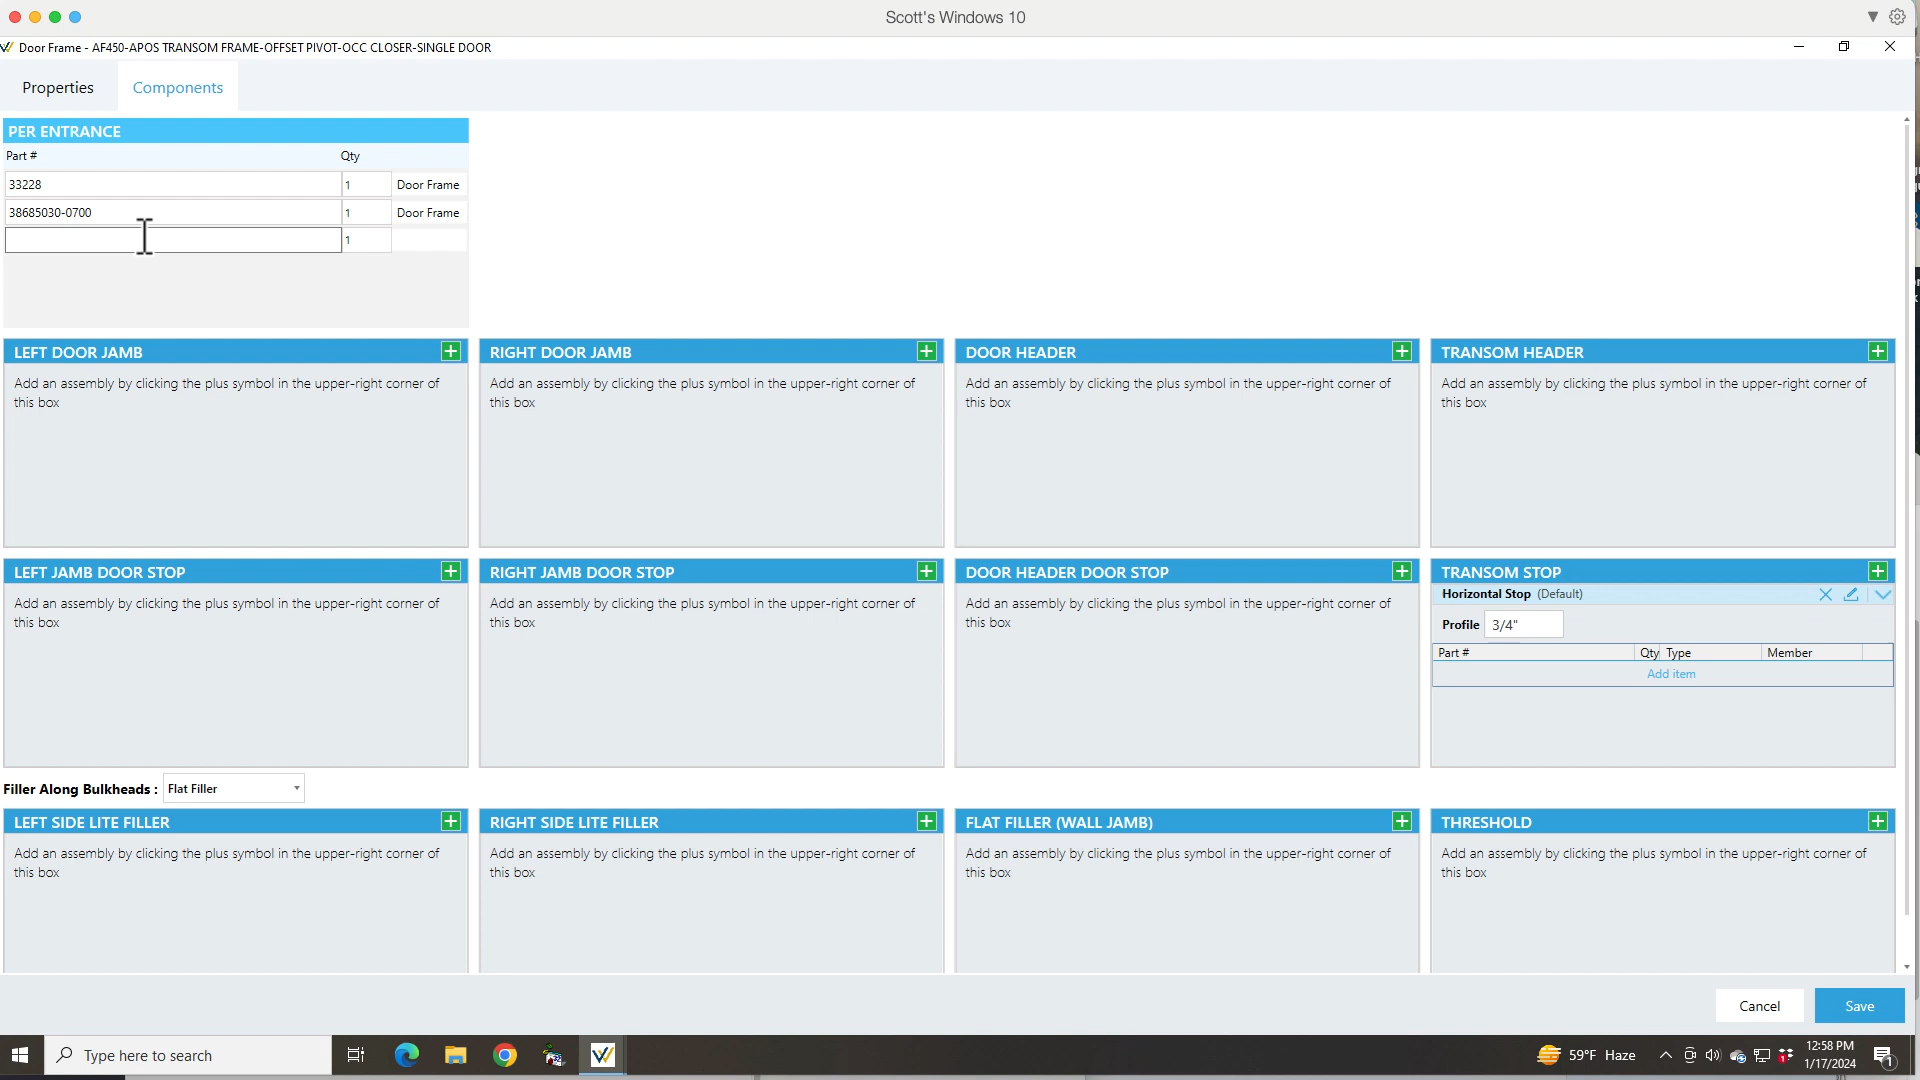 Scott's Windows 10
Door Frame - AF450-APOS TRANSOM FRAME-OFFSET PIVOT-OCC CLOSER-SINGLE DOOR
Properties
Components
PER ENTRANCE
Part # Qty
33228 1 Door Frame
38685030-0700 1 Door Frame
1
LEFT DOOR JAMB
Add an assembly by clicking the plus symbol in the upper-right corner of
this box
RIGHT DOOR JAMB
Add an assembly by clicking the plus symbol in the upper-right corner of
this box
DOOR HEADER
Add an assembly by clicking the plus symbol in the upper-right corner of
this box
TRANSOM HEADER
Add an assembly by clicking the plus symbol in the upper-right corner of
this box
LEFT JAMB DOOR STOP
Add an assembly by clicking the plus symbol in the upper-right corner of
this box
RIGHT JAMB DOOR STOP
Add an assembly by clicking the plus symbol in the upper-right corner of
this box
DOOR HEADER DOOR STOP
Add an assembly by clicking the plus symbol in the upper-right corner of
this box
TRANSOM STOP
Horizontal Stop (Default)
Profile 3/4"
Part # Qty Type Member
Add item
Filler Along Bulkheads : Flat Filler
LEFT SIDE LITE FILLER
Add an assembly by clicking the plus symbol in the upper-right corner of
this box
RIGHT SIDE LITE FILLER
Add an assembly by clicking the plus symbol in the upper-right corner of
this box
FLAT FILLER (WALL JAMB)
Add an assembly by clicking the plus symbol in the upper-right corner of
this box
THRESHOLD
Add an assembly by clicking the plus symbol in the upper-right corner of
this box
Cancel
Save
Type here to search
59°F Haze
12:58 PM
1/17/2024
1